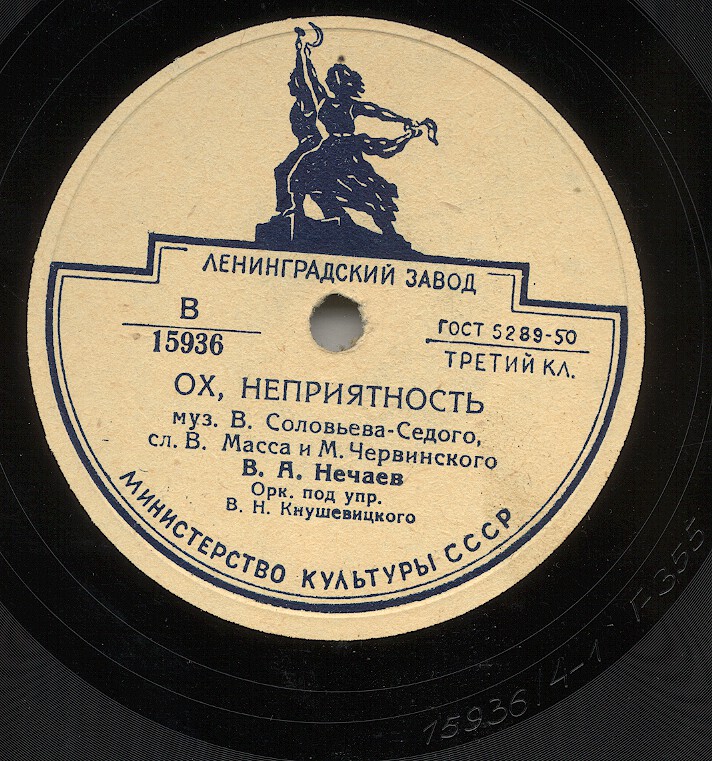 ЛЕНИНГРАДСКИЙ ЗАВОД
В
15936
ГОСТ 5289-50
ТРЕТИЙ КЛ.
ОХ, НЕПРИЯТНОСТЬ
муз. В. Соловьева-Седого,
сл. В. Масса и М. Червинского
В. А. Нечаев
Орк. под упр.
В. Н. Кнушевицкого
МИНИСТЕРСТВО КУЛЬТУРЫ СССР
15936/4-1 F355